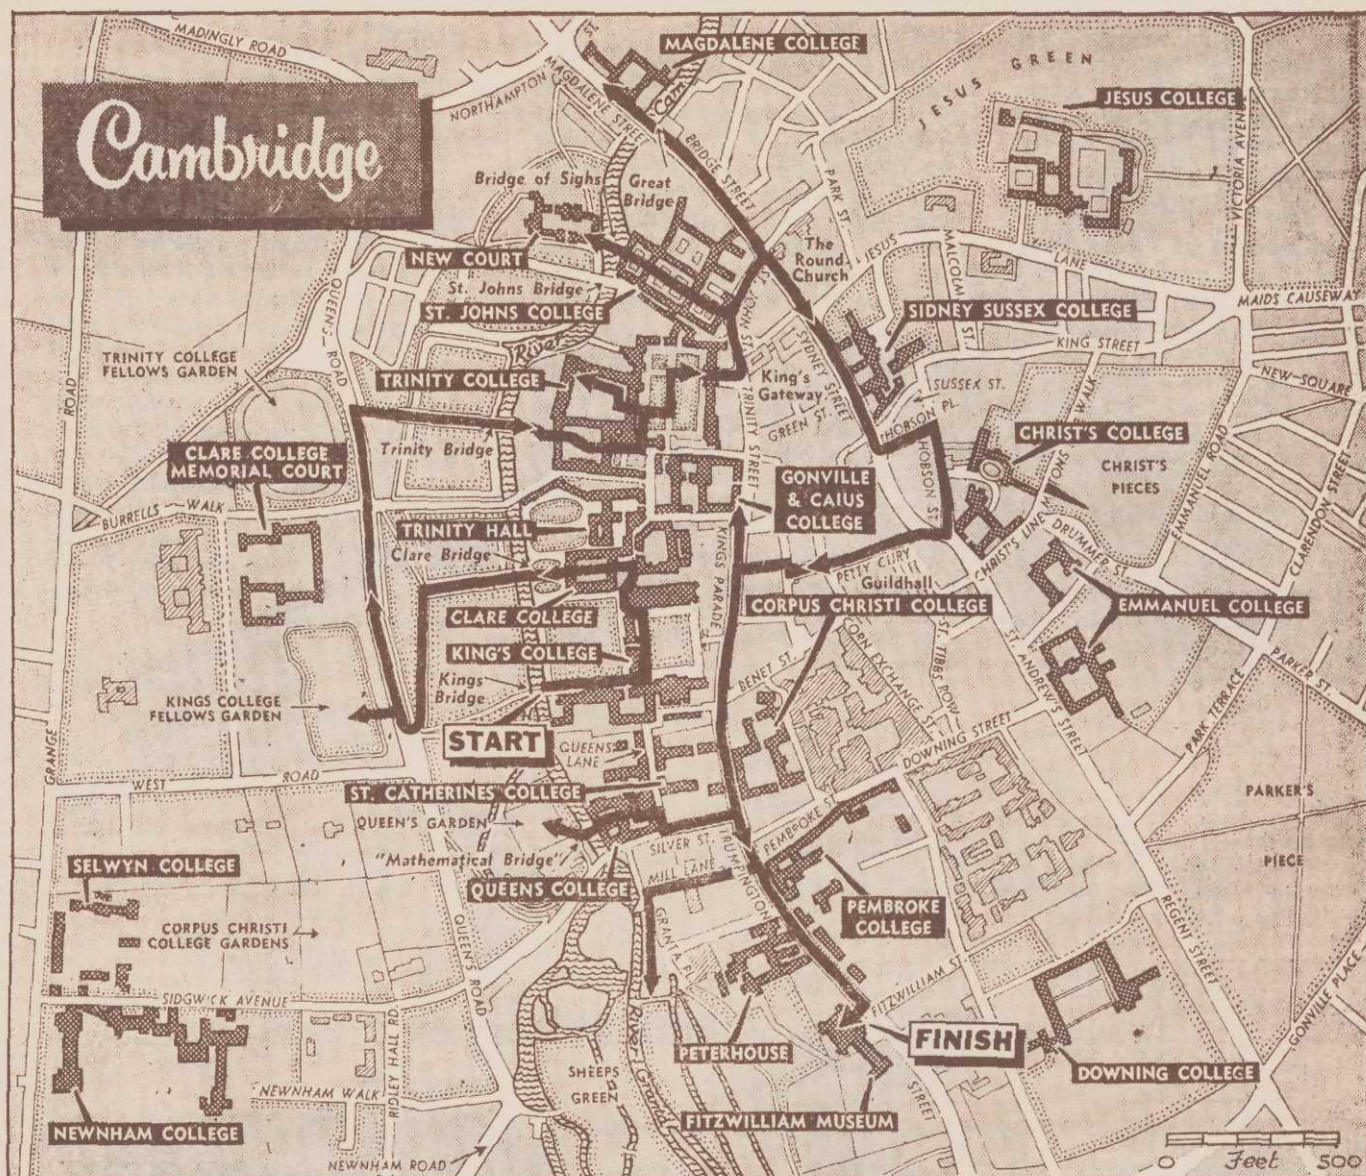 Cambridge
MADINGLY ROAD
NORTHAMPTON
ST.
MAGDALENE COLLEGE
MAGDALENE STREET
Cam
JESUS GREEN
JESUS COLLEGE
VICTORIA AVENUE
BRIDGE STREET
PARK ST.
Bridge of Sighs
Great
Bridge
The
Round
Church
JESUS
LANE
MALCOLM ST.
MAIDS CAUSEWAY
NEW COURT
St. Johns Bridge
ST. JOHNS COLLEGE
ST. JOHN ST.
SIDNEY SUSSEX COLLEGE
KING STREET
QUEEN'S ROAD
River
TRINITY COLLEGE
FELLOWS GARDEN
TRINITY COLLEGE
King's
Gateway
SYDNEY STREET
SUSSEX ST.
NEW-SQUARE
GREEN ST.
HOBSON PL.
HOBSON ST.
TRINITY STREET
Trinity Bridge
CLARE COLLEGE
MEMORIAL COURT
CHRIST'S COLLEGE
MILTONS WALK
CHRIST'S
PIECES
EMMANUEL ROAD
CLARENDON STREET
GONVILLE
& CAIUS
COLLEGE
BURRELLS WALK
TRINITY HALL
Clare Bridge
KINGS PARADE
PETTY CURY
Guildhall
CHRIST'S LINE
DRUMMER ST.
CLARE COLLEGE
CORPUS CHRISTI COLLEGE
EMMANUEL COLLEGE
KING'S COLLEGE
Kings
Bridge
BENET ST.
CORN EXCHANGE ST.
ST. TIBBS ROW
ST ANDREW'S STREET
PARKER ST.
PARK TERRACE
KINGS COLLEGE
FELLOWS GARDEN
START
QUEENS
LANE
DOWNING STREET
GRANGE
ROAD
WEST
ROAD
ST. CATHERINES COLLEGE
PARKER'S
PIECE
QUEEN'S GARDEN
"Mathematical Bridge"
SILVER ST.
PEMBROKE ST
MILL LANE
TRUMPINGTON
STREET
SELWYN COLLEGE
QUEENS COLLEGE
PEMBROKE
COLLEGE
CORPUS CHRISTI
COLLEGE GARDENS
QUEEN'S ROAD
GRANTA PL.
REGENT STREET
FITZWILLIAM ST.
GONVILLE PLACE
SIDGWICK AVENUE
RIDLEY HALL RD
River Granta
PETERHOUSE
FINISH
DOWNING COLLEGE
SHEEPS
GREEN
NEWNHAM WALK
FITZWILLIAM MUSEUM
NEWNHAM COLLEGE
NEWNHAM ROAD
0 Feet 500